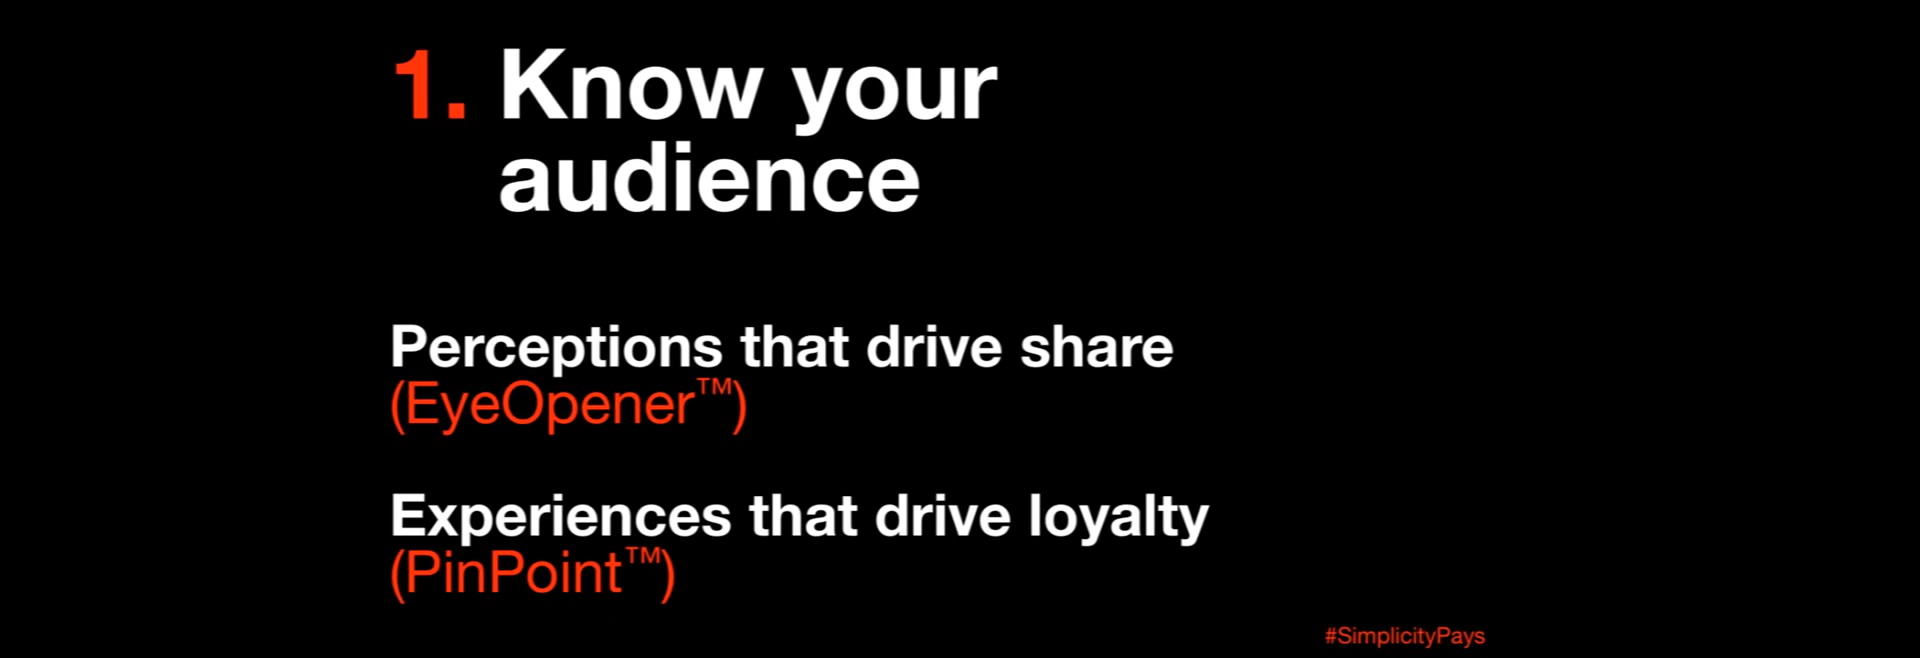 1. Know your
audience
Perceptions that drive share
(EyeOpener™)
Experiences that drive loyalty
(PinPoint™)
#SimplicityPays